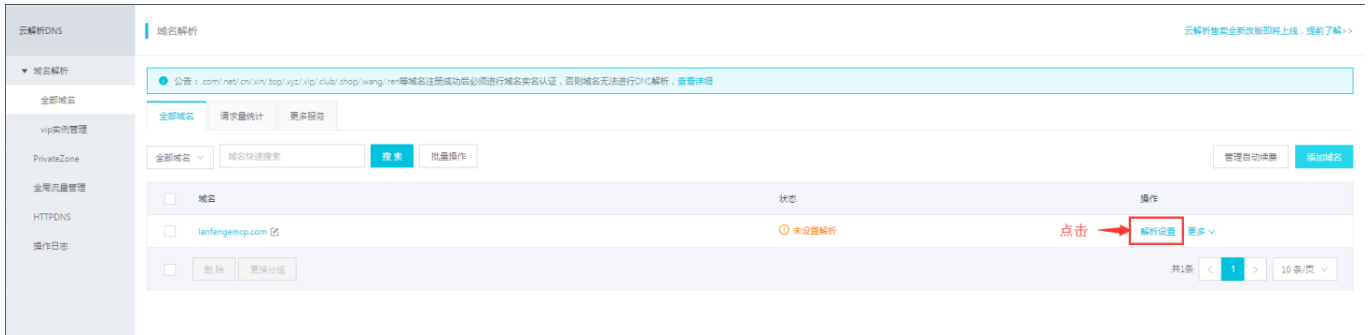 云解析DNS
域名解析
云解析售卖全新改版即将上线，提前了解>>
域名解析
全部域名
vip实例管理
PrivateZone
全局流量管理
HTTPDNS
操作日志
公告：.com/.net/.cn/.xin/.top/.xyz/.vip/.club/.shop/.wang/.ren等域名注册成功后必须进行域名实名认证，否则域名无法进行DNS解析，查看详细
全部域名 请求量统计 更多服务
全部域名 域名快速搜索 搜索 批量操作 管理自动续费 添加域名
域名 状态 操作
lanfengemcp.com 未设置解析 点击 解析设置 更多
删除 更换分组 共1条 < 1 > 10 条/页